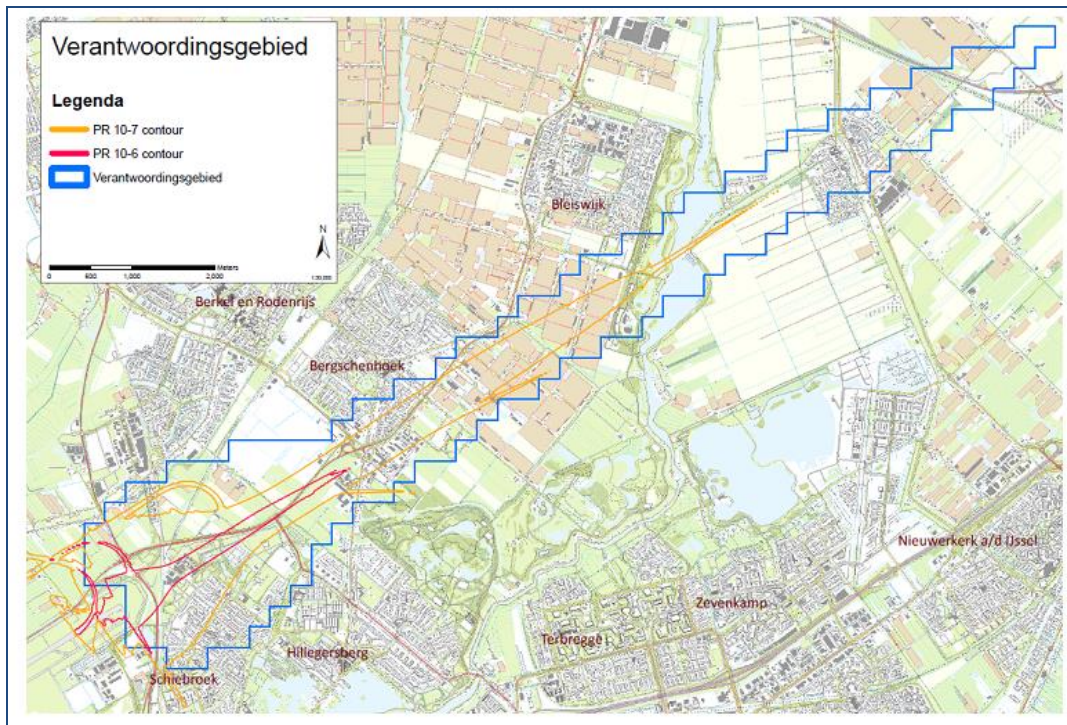 Verantwoordingsgebied
Legenda
PR 10-7 contour
PR 10-6 contour
Verantwoordingsgebied
N
Meters
0 500 1,000 2,000
Bleiswijk
Berkel en Rodenrijs
Bergschenhoek
Nieuwerkerk a/d IJssel
Zevenkamp
Terbregge
Hillegersberg
Schiebroek